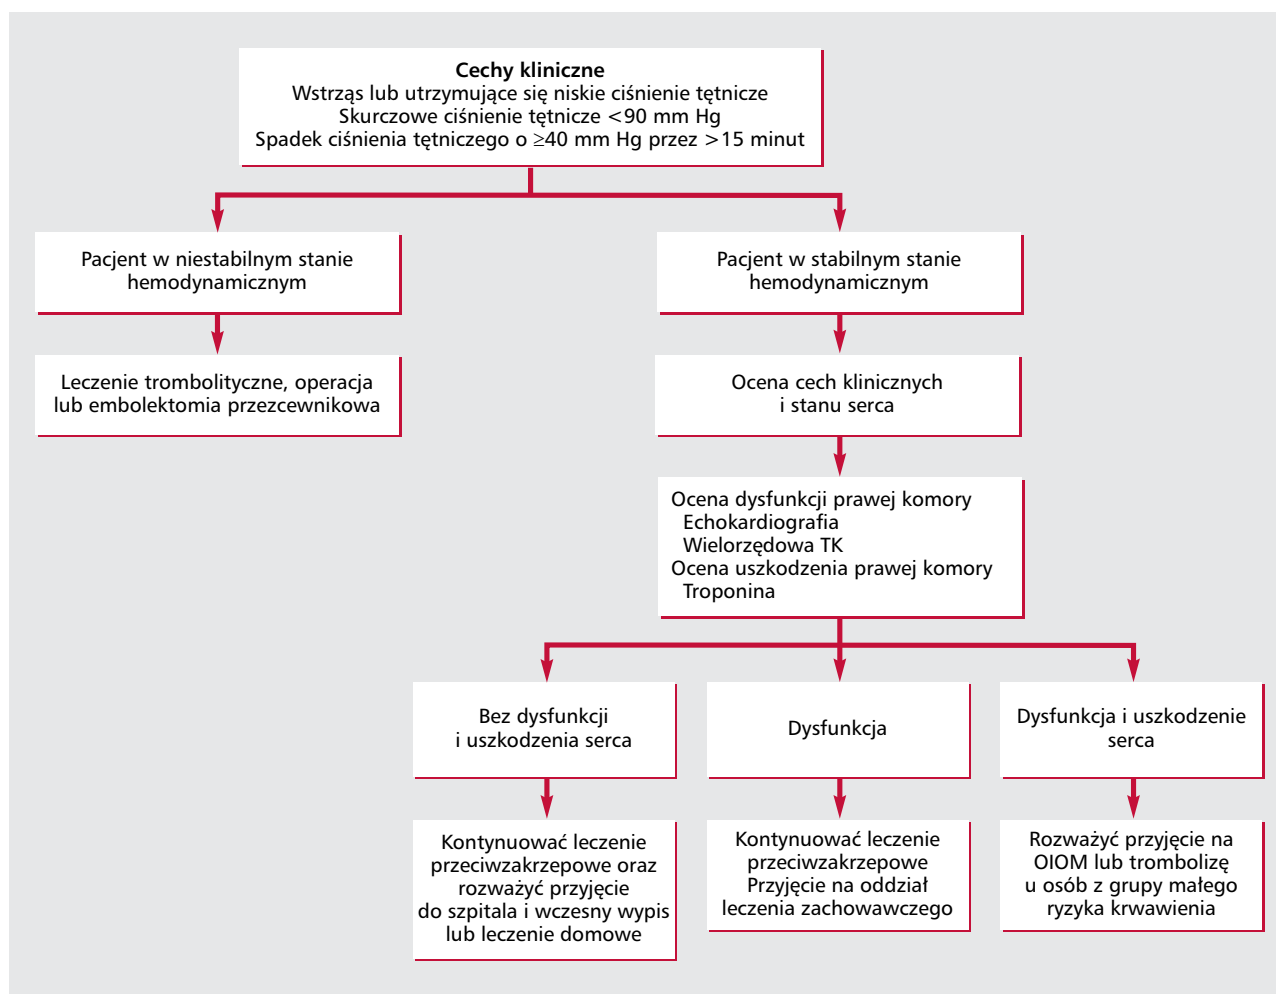 Cechy kliniczne
Wstrząs lub utrzymujące się niskie ciśnienie tętnicze
Skurczowe ciśnienie tętnicze <90 mm Hg
Spadek ciśnienia tętniczego o ≥40 mm Hg przez >15 minut
Pacjent w niestabilnym stanie
hemodynamicznym
Pacjent w stabilnym stanie
hemodynamicznym
Leczenie trombolityczne, operacja
lub embolektomia przezcewnikowa
Ocena cech klinicznych
i stanu serca
Ocena dysfunkcji prawej komory
Echokardiografia
Wielorzędowa TK
Ocena uszkodzenia prawej komory
Troponina
Bez dysfunkcji
i uszkodzenia serca
Dysfunkcja
Dysfunkcja i uszkodzenie
serca
Kontynuować leczenie
przeciwzakrzepowe oraz
rozważyć przyjęcie
do szpitala i wczesny wypis
lub leczenie domowe
Kontynuować leczenie
przeciwzakrzepowe
Przyjęcie na oddział
leczenia zachowawczego
Rozważyć przyjęcie na
OIOM lub trombolizę
u osób z grupy małego
ryzyka krwawienia